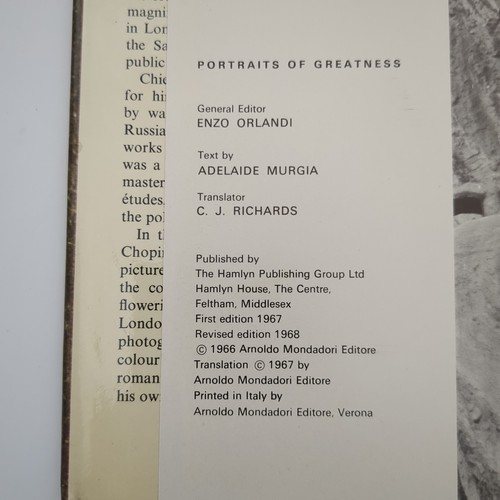 magni
in Lon
the Sa
public
Chie
for hi
by wa
Russia
works
was a
master
études,
the po
In t
Chopi
picture
the co
floweri
Londo
photog
colour
roman
his ow
PORTRAITS OF GREATNESS
General Editor
ENZO ORLANDI
Text by
ADELAIDE MURGIA
Translator
C. J. RICHARDS
Published by
The Hamlyn Publishing Group Ltd
Hamlyn House, The Centre,
Feltham, Middlesex
First edition 1967
Revised edition 1968
© 1966 Arnoldo Mondadori Editore
Translation © 1967 by
Arnoldo Mondadori Editore
Printed in Italy by
Arnoldo Mondadori Editore, Verona